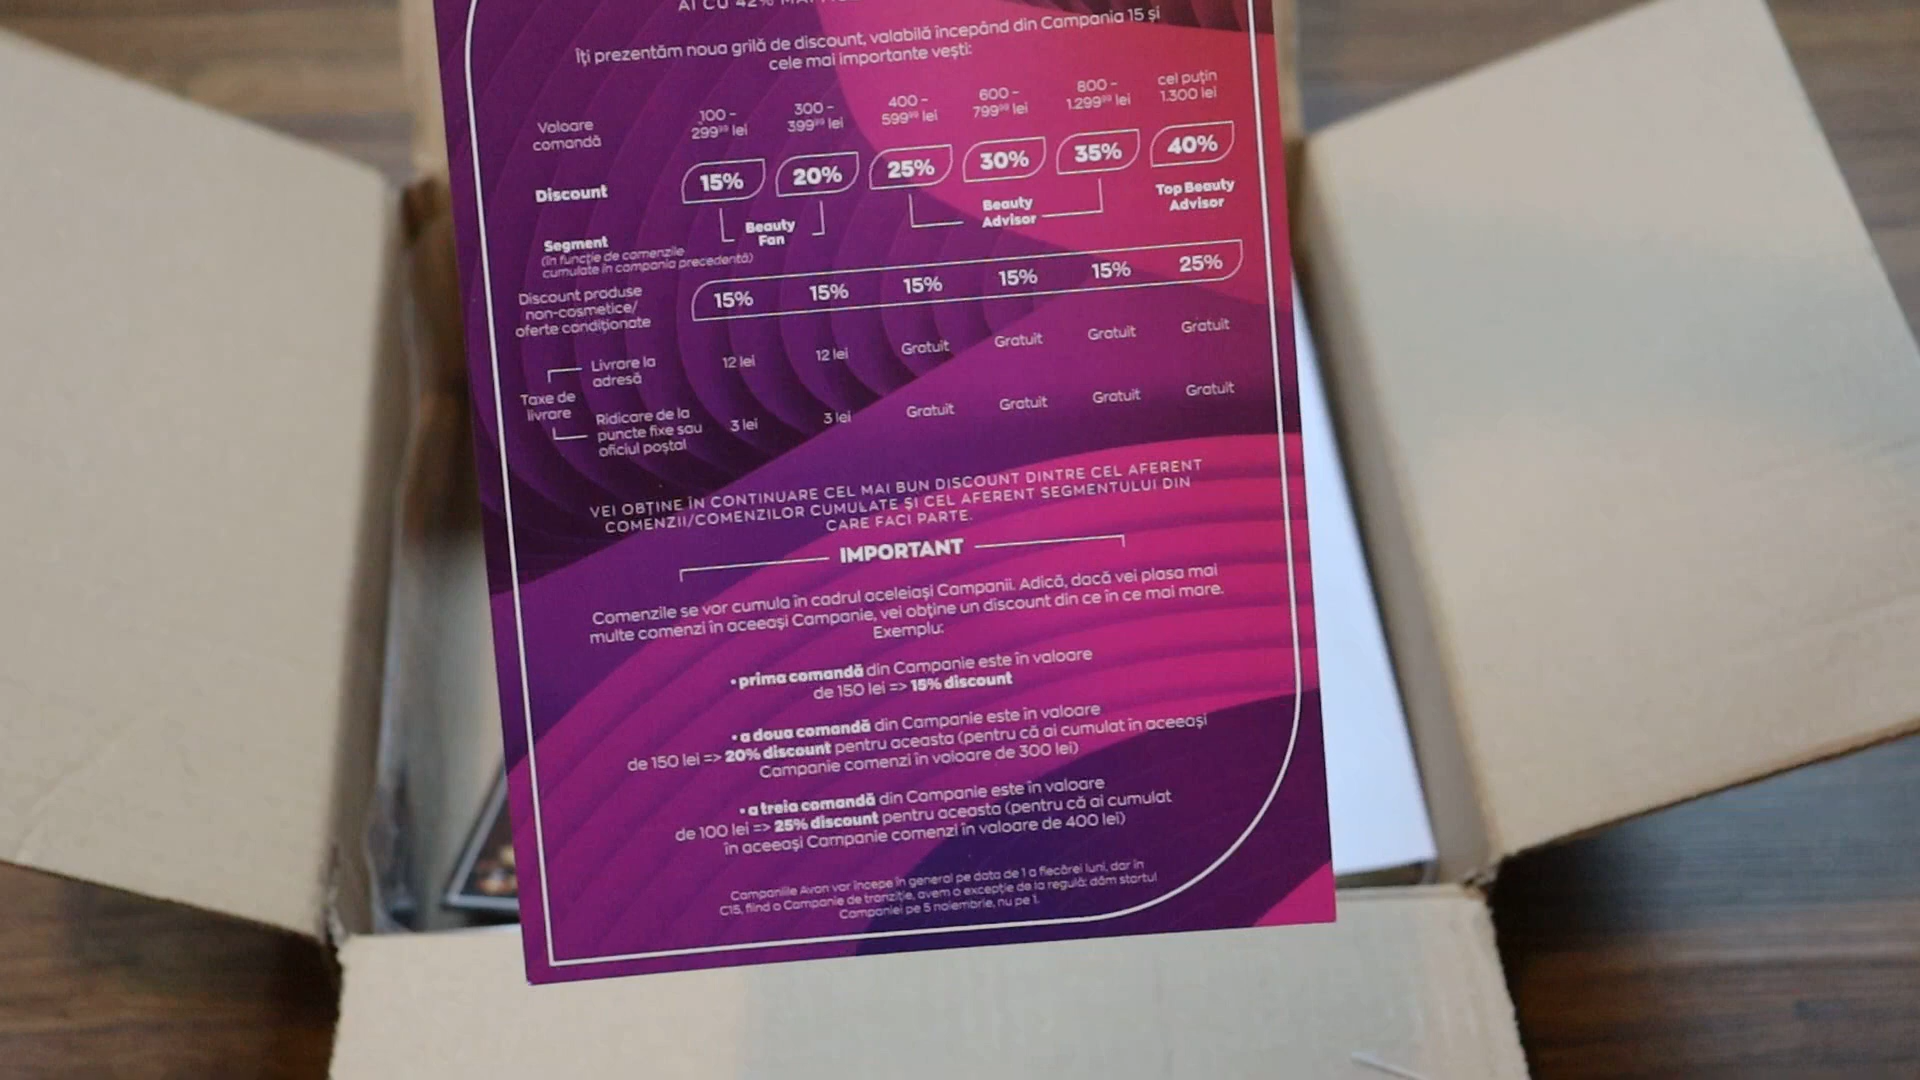 AI CU 42%
Îți prezentăm noua grilă de discount, valabilă începând din Campania 15 și
cele mai importante vești:
Valoare
comandă
100 -
299⁹⁹ lei
300 -
399⁹⁹ lei
400 -
599⁹⁹ lei
600 -
799⁹⁹ lei
800 -
1.299⁹⁹ lei
cel puțin
1.300 lei
Discount
15%
20%
25%
30%
35%
40%
Segment
(în funcție de comenzile
cumulate în campania precedentă)
Beauty
Fan
Beauty
Advisor
Top Beauty
Advisor
Discount produse
non-cosmetice/
oferte condiționate
15%
15%
15%
15%
15%
25%
Taxe de
livrare
Livrare la
adresă
12 lei
12 lei
Gratuit
Gratuit
Gratuit
Gratuit
Ridicare de la
puncte fixe sau
oficiul poștal
3 lei
3 lei
Gratuit
Gratuit
Gratuit
Gratuit
VEI OBȚINE ÎN CONTINUARE CEL MAI BUN DISCOUNT DINTRE CEL AFERENT
COMENZII/COMENZILOR CUMULATE ȘI CEL AFERENT SEGMENTULUI DIN
CARE FACI PARTE.
IMPORTANT
Comenzile se vor cumula în cadrul aceleiași Campanii. Adică, dacă vei plasa mai
multe comenzi în aceeași Campanie, vei obține un discount din ce în ce mai mare.
Exemplu:
• prima comandă din Campanie este în valoare
de 150 lei => 15% discount
• a doua comandă din Campanie este în valoare
de 150 lei => 20% discount pentru aceasta (pentru că ai cumulat în aceeași
Campanie comenzi în valoare de 300 lei)
• a treia comandă din Campanie este în valoare
de 100 lei => 25% discount pentru aceasta (pentru că ai cumulat
în aceeași Campanie comenzi în valoare de 400 lei)
Campaniile Avon vor începe în general pe data de 1 a fiecărei luni, dar în
C15, fiind o Campanie de tranziție, avem o excepție de la regulă: dăm startul
Campaniei pe 5 noiembrie, nu pe 1.